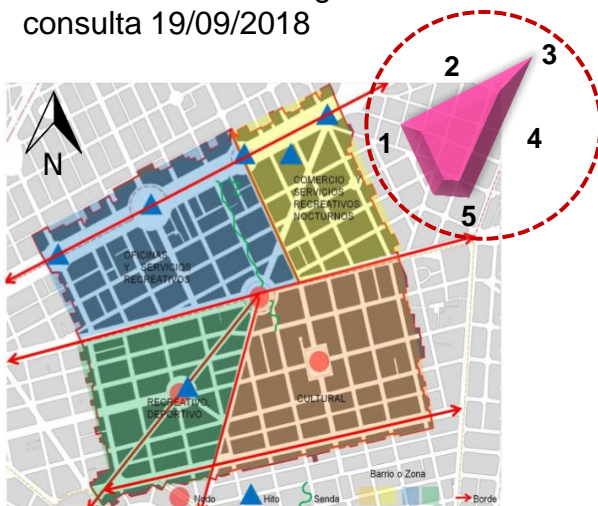 consulta 19/09/2018
2
3
1
4
5
N
COMERCIO Y
SERVICIOS
RECREATIVOS
NOCTURNOS
OFICINAS
Y SERVICIOS
RECREATIVOS
RECREATIVO
DEPORTIVO
CULTURAL
Barrio o Zona
Nodo
Hito
Senda
Borde